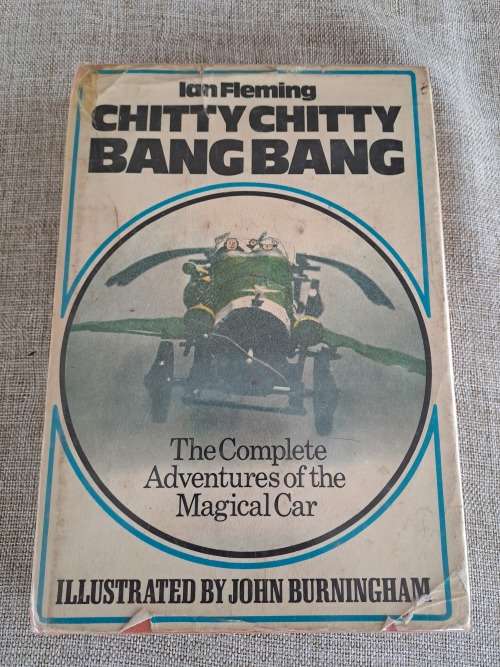 Ian Fleming
CHITTY CHITTY
BANG BANG
The Complete
Adventures of the
Magical Car
ILLUSTRATED BY JOHN BURNINGHAM